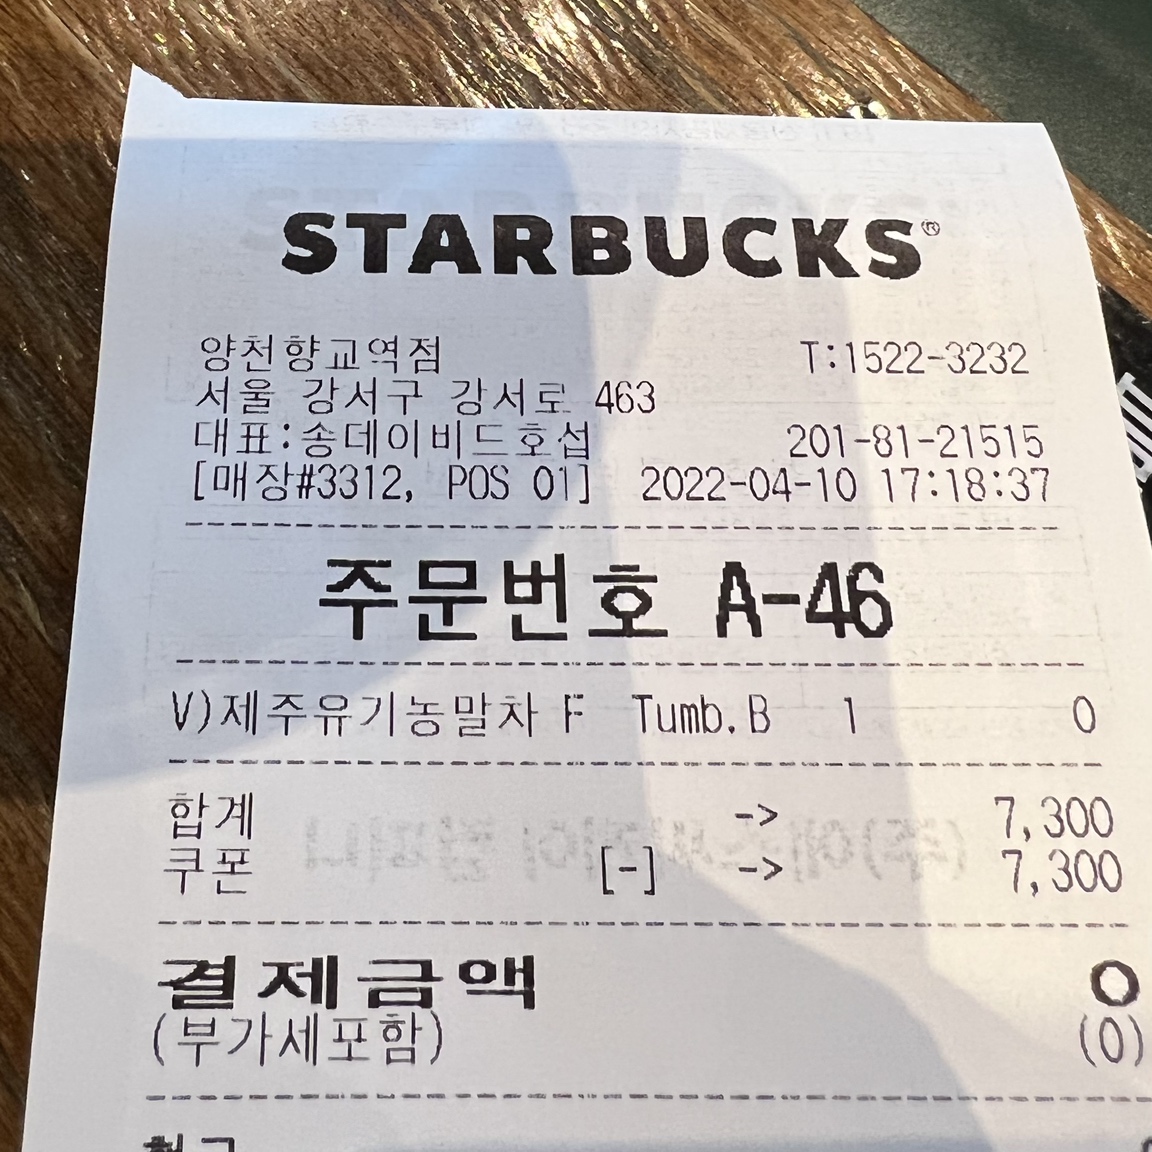 STARBUCKS®
양천향교역점 T:1522-3232
서울 강서구 강서로 463
대표:송데이비드호섭 201-81-21515
[매장#3312, POS 01] 2022-04-10 17:18:37
주문번호 A-46
V)제주유기농말차 F Tumb.B 1 0
합계 -> 7,300
쿠폰 [-] -> 7,300
결제금액 0
(부가세포함) (0)